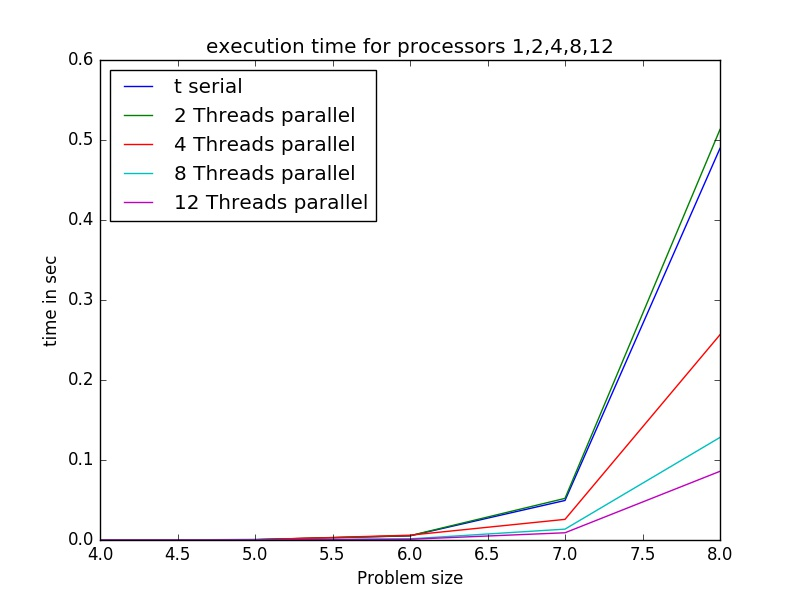 execution time for processors 1,2,4,8,12
0.6
0.5
0.4
0.3
0.2
0.1
0.0
time in sec
t serial
2 Threads parallel
4 Threads parallel
8 Threads parallel
12 Threads parallel
4.0 4.5 5.0 5.5 6.0 6.5 7.0 7.5 8.0
Problem size